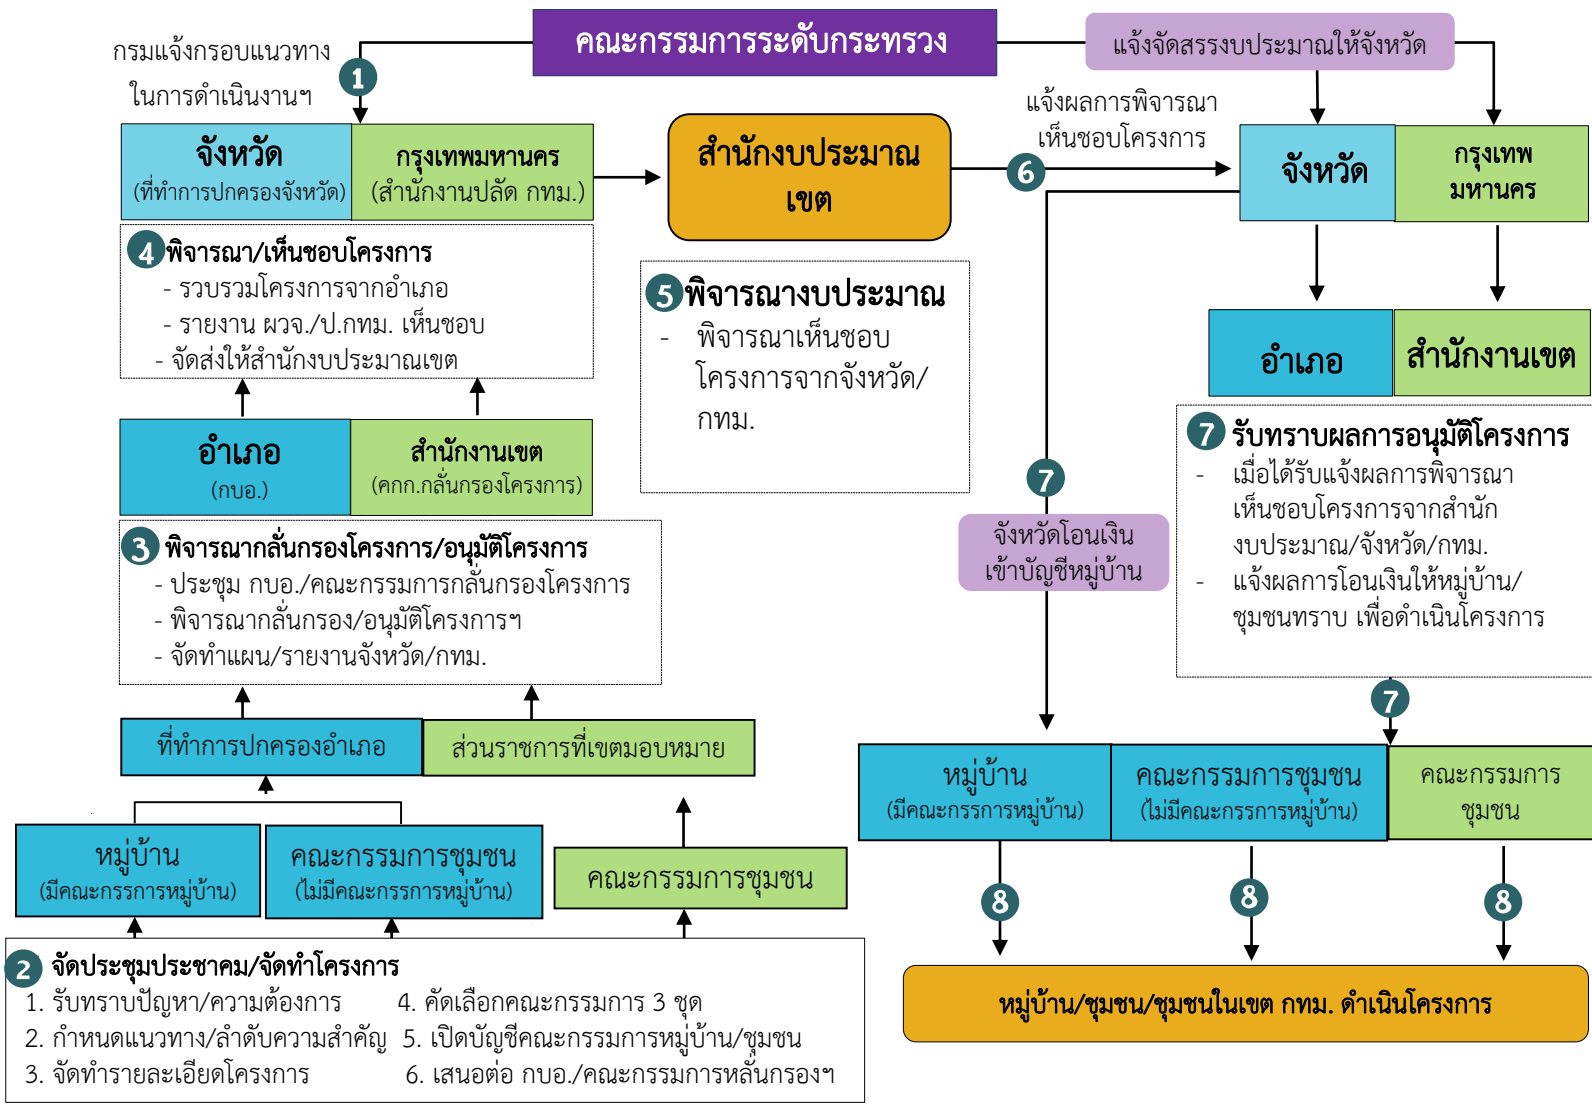 คณะกรรมการระดับกระทรวง
กรมแจ้งกรอบแนวทาง
ในการดำเนินงานฯ
1
แจ้งจัดสรรงบประมาณให้จังหวัด
จังหวัด
(ที่ทำการปกครองจังหวัด)
กรุงเทพมหานคร
(สำนักงานปลัด กทม.)
สำนักงบประมาณ
เขต
แจ้งผลการพิจารณา
เห็นชอบโครงการ
6
จังหวัด
กรุงเทพ
มหานคร
4 พิจารณา/เห็นชอบโครงการ
- รวบรวมโครงการจากอำเภอ
- รายงาน ผวจ./ป.กทม. เห็นชอบ
- จัดส่งให้สำนักงบประมาณเขต
5 พิจารณางบประมาณ
- พิจารณาเห็นชอบ
โครงการจากจังหวัด/
กทม.
อำเภอ
สำนักงานเขต
อำเภอ
(กบอ.)
สำนักงานเขต
(คกก.กลั่นกรองโครงการ)
7 รับทราบผลการอนุมัติโครงการ
- เมื่อได้รับแจ้งผลการพิจารณา
เห็นชอบโครงการจากสำนัก
งบประมาณ/จังหวัด/กทม.
- แจ้งผลการโอนเงินให้หมู่บ้าน/
ชุมชนทราบ เพื่อดำเนินโครงการ
7
จังหวัดโอนเงิน
เข้าบัญชีหมู่บ้าน
3 พิจารณากลั่นกรองโครงการ/อนุมัติโครงการ
- ประชุม กบอ./คณะกรรมการกลั่นกรองโครงการ
- พิจารณากลั่นกรอง/อนุมัติโครงการฯ
- จัดทำแผน/รายงานจังหวัด/กทม.
7
ที่ทำการปกครองอำเภอ
ส่วนราชการที่เขตมอบหมาย
หมู่บ้าน
(มีคณะกรรการหมู่บ้าน)
คณะกรรมการชุมชน
(ไม่มีคณะกรรการหมู่บ้าน)
คณะกรรมการ
ชุมชน
หมู่บ้าน
(มีคณะกรรการหมู่บ้าน)
คณะกรรมการชุมชน
(ไม่มีคณะกรรการหมู่บ้าน)
คณะกรรมการชุมชน
8
8
8
2 จัดประชุมประชาคม/จัดทำโครงการ
1. รับทราบปัญหา/ความต้องการ
2. กำหนดแนวทาง/ลำดับความสำคัญ
3. จัดทำรายละเอียดโครงการ
4. คัดเลือกคณะกรรมการ 3 ชุด
5. เปิดบัญชีคณะกรรมการหมู่บ้าน/ชุมชน
6. เสนอต่อ กบอ./คณะกรรมการหลั่นกรองฯ
หมู่บ้าน/ชุมชน/ชุมชนในเขต กทม. ดำเนินโครงการ